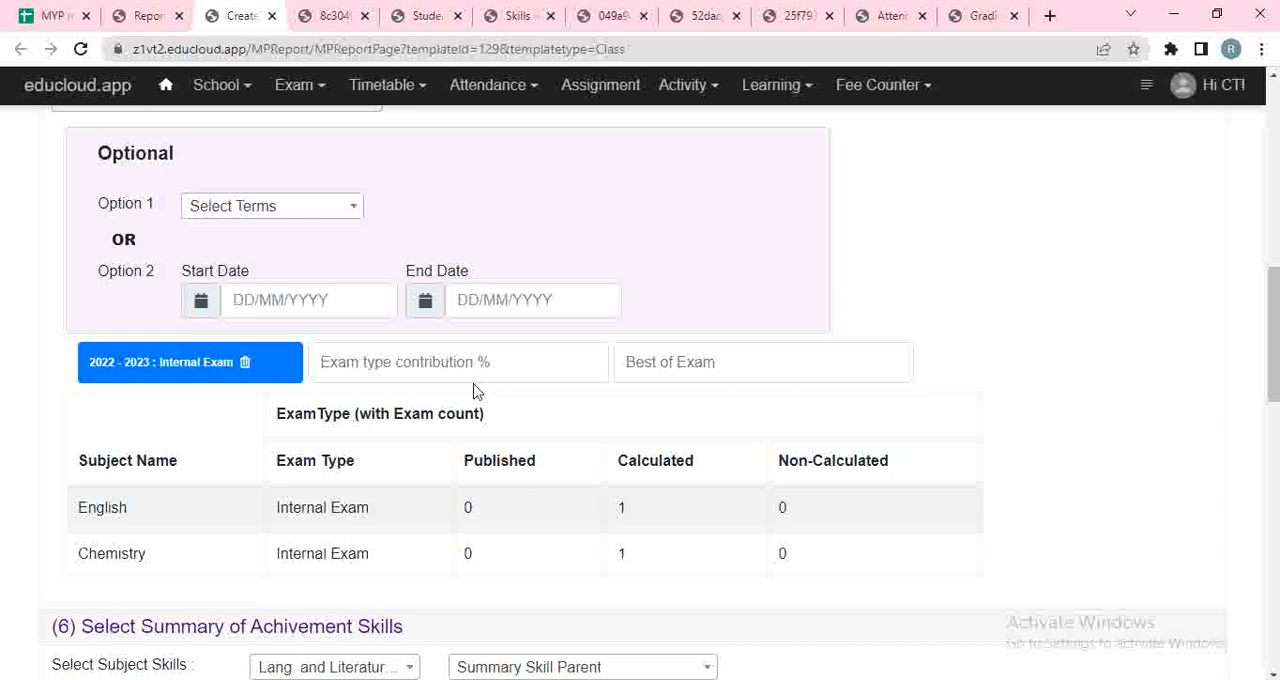 MYP m
Repor
Create
8c304
Stude
Skills -
049a9
52dac
25f79
Atten
Gradi
z1vt2.educloud.app/MPReport/MPReportPage?templateId=129&templatetype=Class
R
educloud.app School Exam Timetable Attendance Assignment Activity Learning Fee Counter Hi CT!
Optional
Option 1 Select Terms
OR
Option 2 Start Date End Date
DD/MM/YYYY DD/MM/YYYY
2022 - 2023 : Internal Exam Exam type contribution % Best of Exam
ExamType (with Exam count)
Subject Name Exam Type Published Calculated Non-Calculated
English Internal Exam 0 1 0
Chemistry Internal Exam 0 1 0
(6) Select Summary of Achivement Skills
Activate Windows
Go to Settings to activate Windows.
Select Subject Skills : Lang and Literatur... Summary Skill Parent